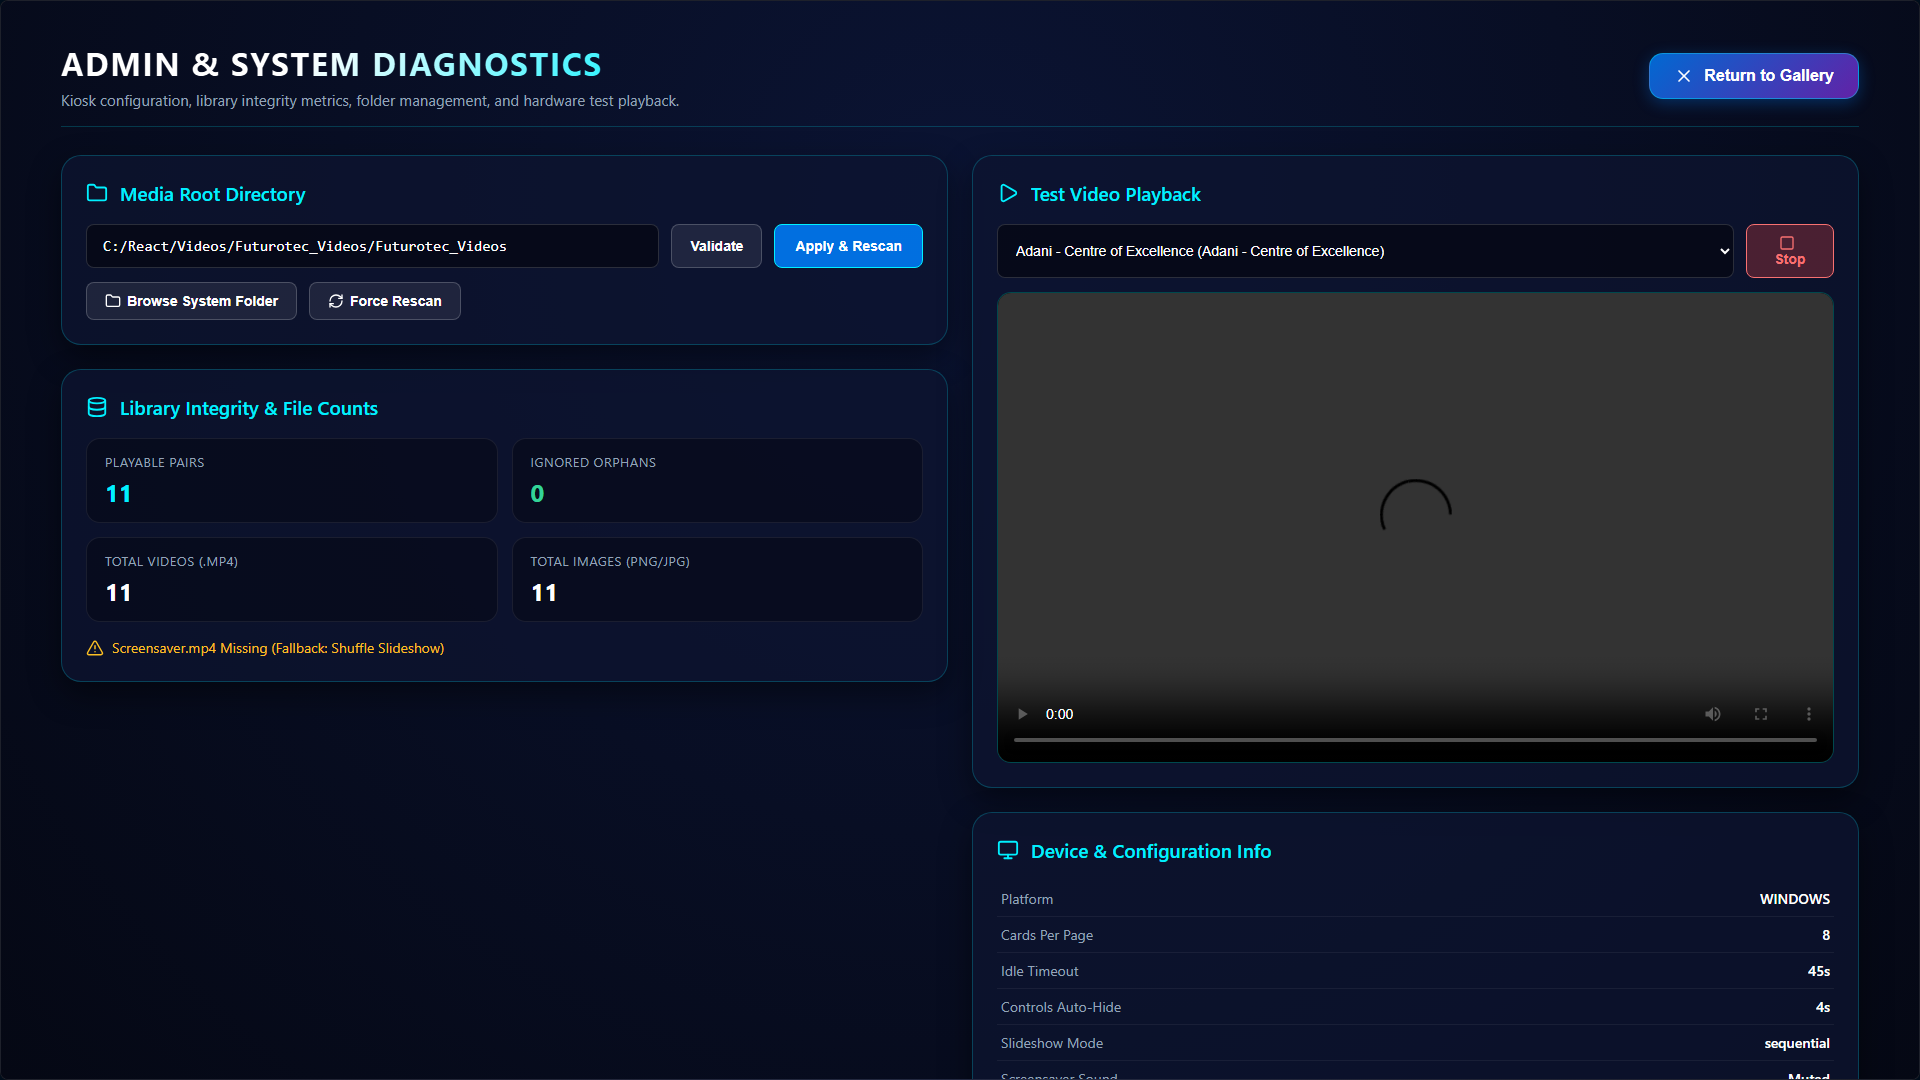 ADMIN & SYSTEM DIAGNOSTICS
Kiosk configuration, library integrity metrics, folder management, and hardware test playback.
Return to Gallery
Media Root Directory
C:/React/Videos/Futurotec_Videos/Futurotec_Videos
Validate
Apply & Rescan
Browse System Folder
Force Rescan
Library Integrity & File Counts
PLAYABLE PAIRS
11
IGNORED ORPHANS
0
TOTAL VIDEOS (.MP4)
11
TOTAL IMAGES (PNG/JPG)
11
Screensaver.mp4 Missing (Fallback: Shuffle Slideshow)
Test Video Playback
Adani - Centre of Excellence (Adani - Centre of Excellence)
Stop
0:00
Device & Configuration Info
Platform WINDOWS
Cards Per Page 8
Idle Timeout 45s
Controls Auto-Hide 4s
Slideshow Mode sequential
Screensaver Sound Muted